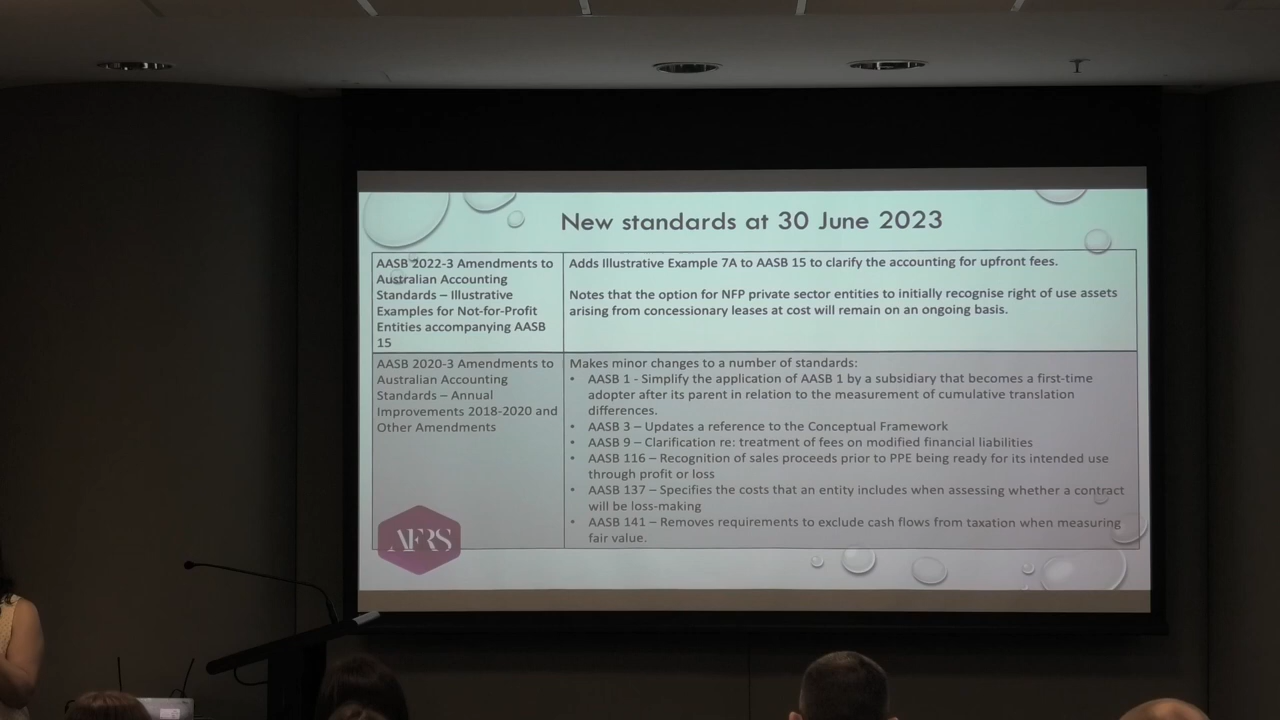 New standards at 30 June 2023
AASB 2022-3 Amendments to
Australian Accounting
Standards – Illustrative
Examples for Not-for-Profit
Entities accompanying AASB
15
Adds Illustrative Example 7A to AASB 15 to clarify the accounting for upfront fees.
Notes that the option for NFP private sector entities to initially recognise right of use assets
arising from concessionary leases at cost will remain on an ongoing basis.
AASB 2020-3 Amendments to
Australian Accounting
Standards – Annual
Improvements 2018-2020 and
Other Amendments
Makes minor changes to a number of standards:
• AASB 1 - Simplify the application of AASB 1 by a subsidiary that becomes a first-time
adopter after its parent in relation to the measurement of cumulative translation
differences.
• AASB 3 – Updates a reference to the Conceptual Framework
• AASB 9 – Clarification re: treatment of fees on modified financial liabilities
• AASB 116 – Recognition of sales proceeds prior to PPE being ready for its intended use
through profit or loss
• AASB 137 – Specifies the costs that an entity includes when assessing whether a contract
will be loss-making
• AASB 141 – Removes requirements to exclude cash flows from taxation when measuring
fair value.
AFRS